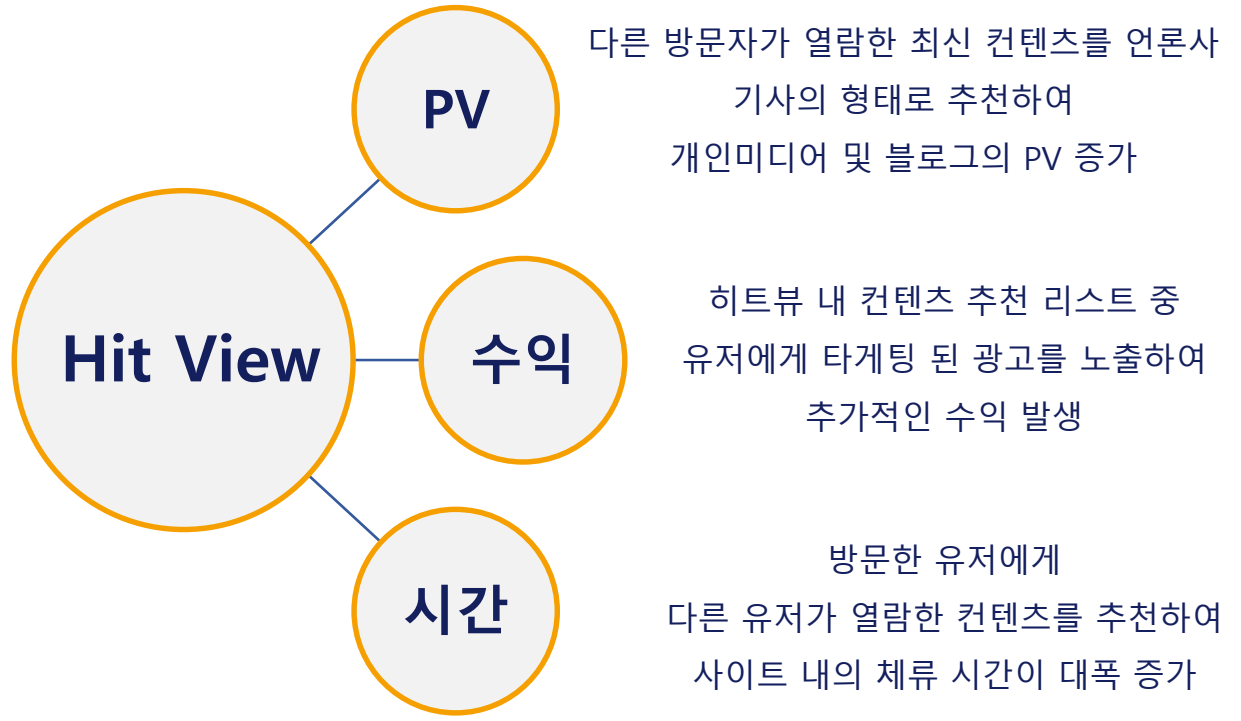 PV
다른 방문자가 열람한 최신 컨텐츠를 언론사
기사의 형태로 추천하여
개인미디어 및 블로그의 PV 증가
Hit View
수익
히트뷰 내 컨텐츠 추천 리스트 중
유저에게 타게팅 된 광고를 노출하여
추가적인 수익 발생
시간
방문한 유저에게
다른 유저가 열람한 컨텐츠를 추천하여
사이트 내의 체류 시간이 대폭 증가